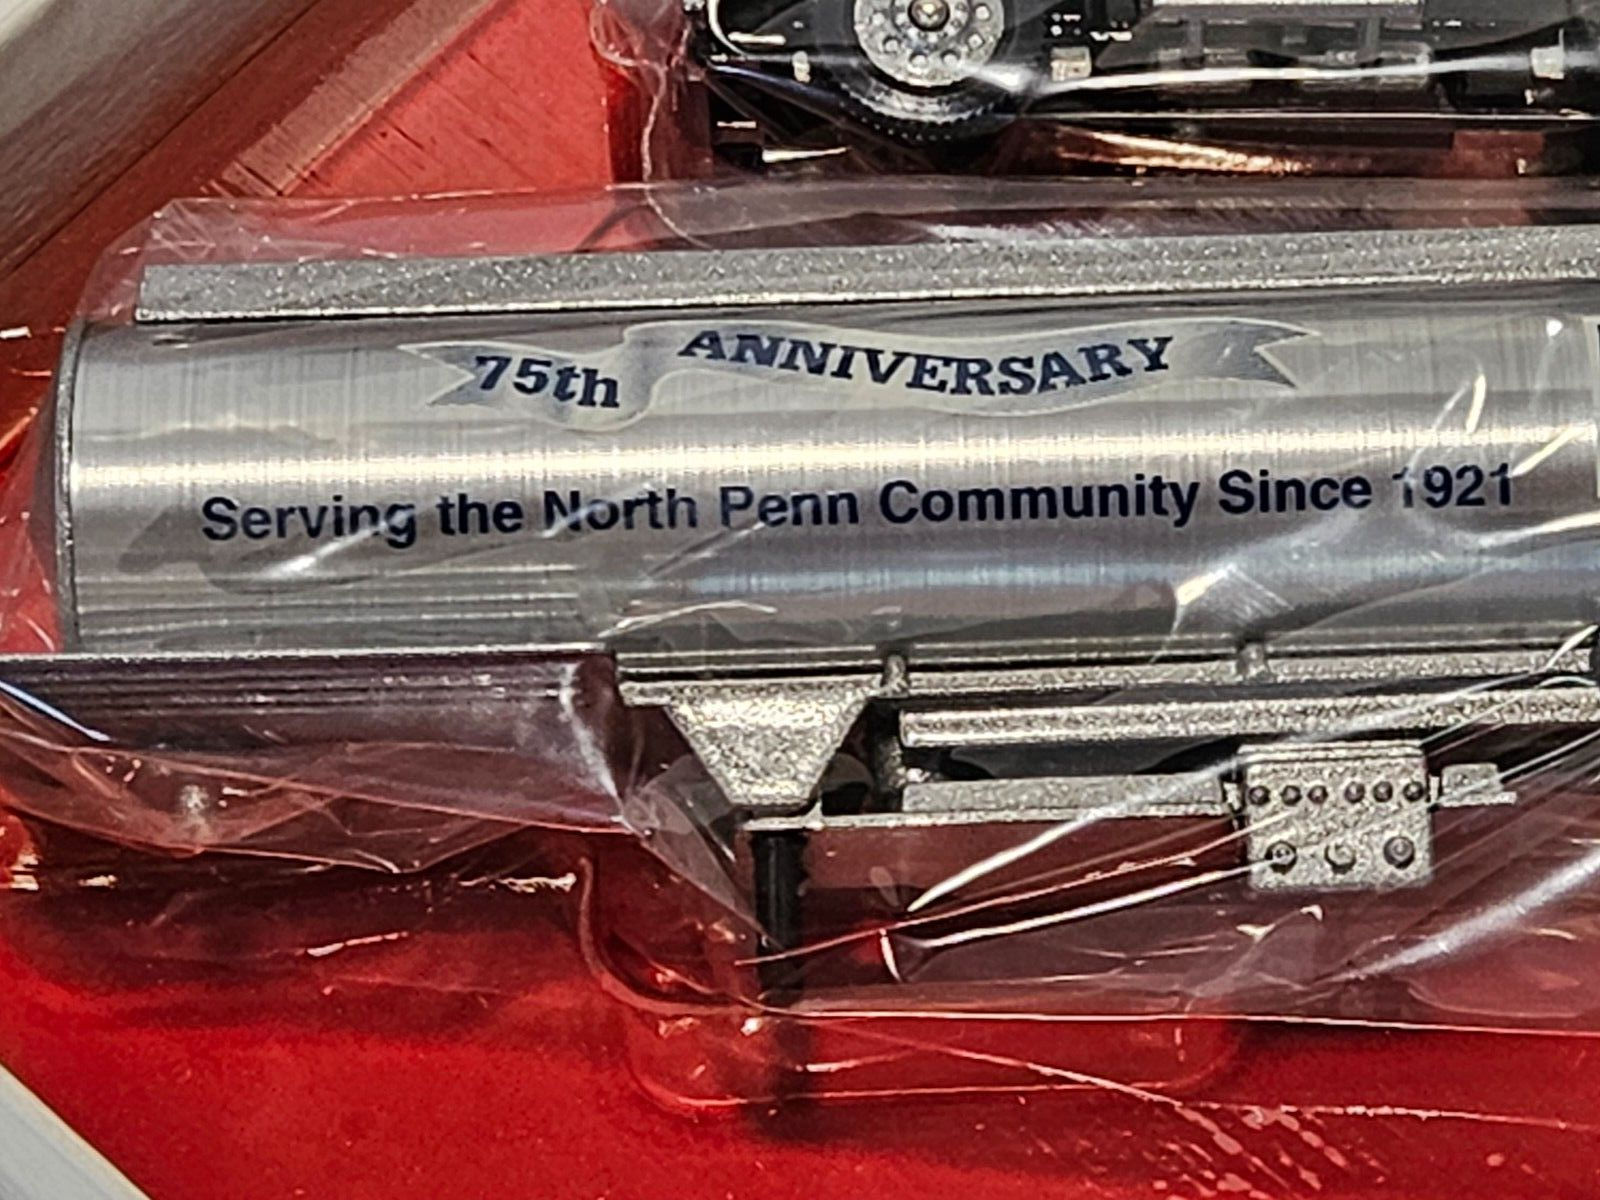 75th ANNIVERSARY
Serving the North Penn Community Since 1921